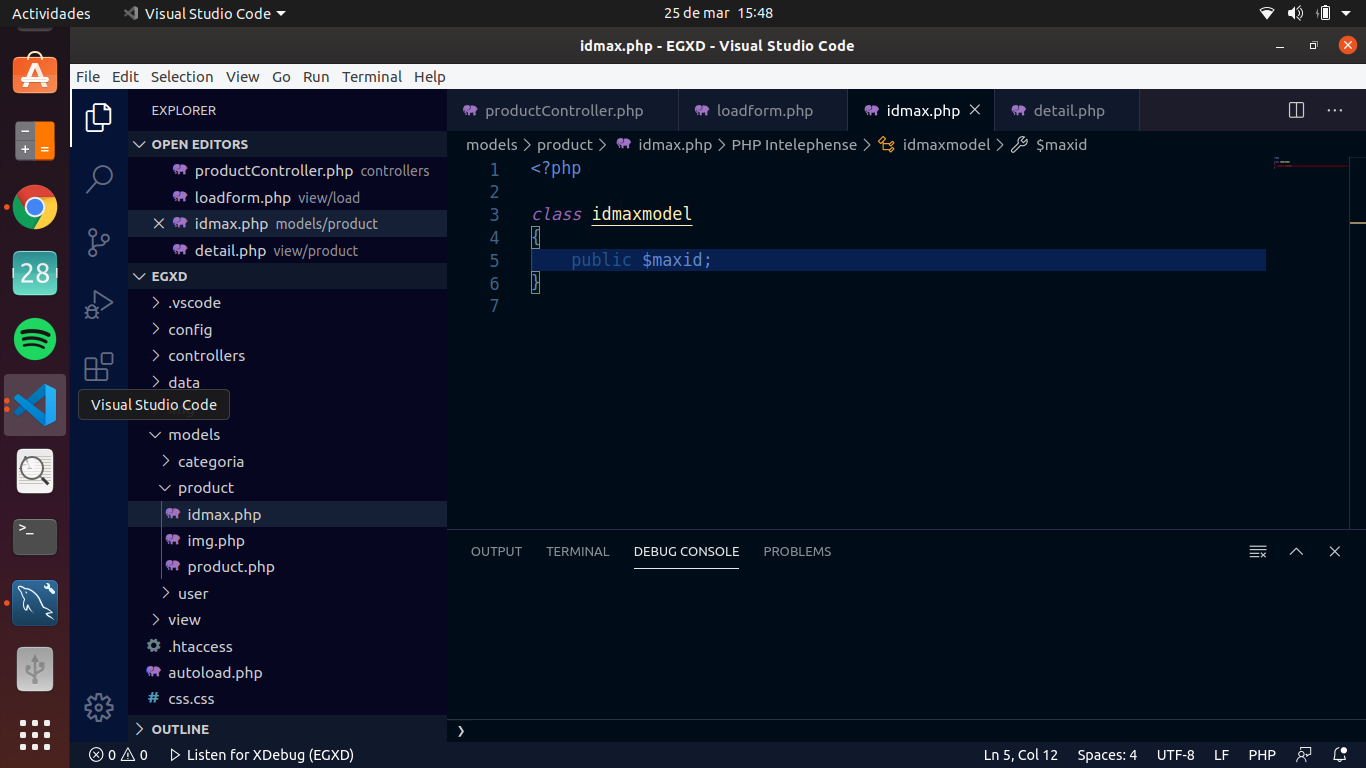 Actividades Visual Studio Code 25 de mar 15:48
idmax.php - EGXD - Visual Studio Code
File Edit Selection View Go Run Terminal Help
EXPLORER
OPEN EDITORS
productController.php controllers
loadform.php view/load
idmax.php models/product
detail.php view/product
EGXD
.vscode
config
controllers
data
Visual Studio Code
models
categoria
product
idmax.php
img.php
product.php
user
view
.htaccess
autoload.php
# css.css
OUTLINE
28
productController.php loadform.php idmax.php detail.php
models > product > idmax.php > PHP Intelephense > idmaxmodel > $maxid
1 <?php
2
3 class idmaxmodel
4 {
5 public $maxid;
6 }
7
OUTPUT TERMINAL DEBUG CONSOLE PROBLEMS
0 0 Listen for XDebug (EGXD) Ln 5, Col 12 Spaces: 4 UTF-8 LF PHP